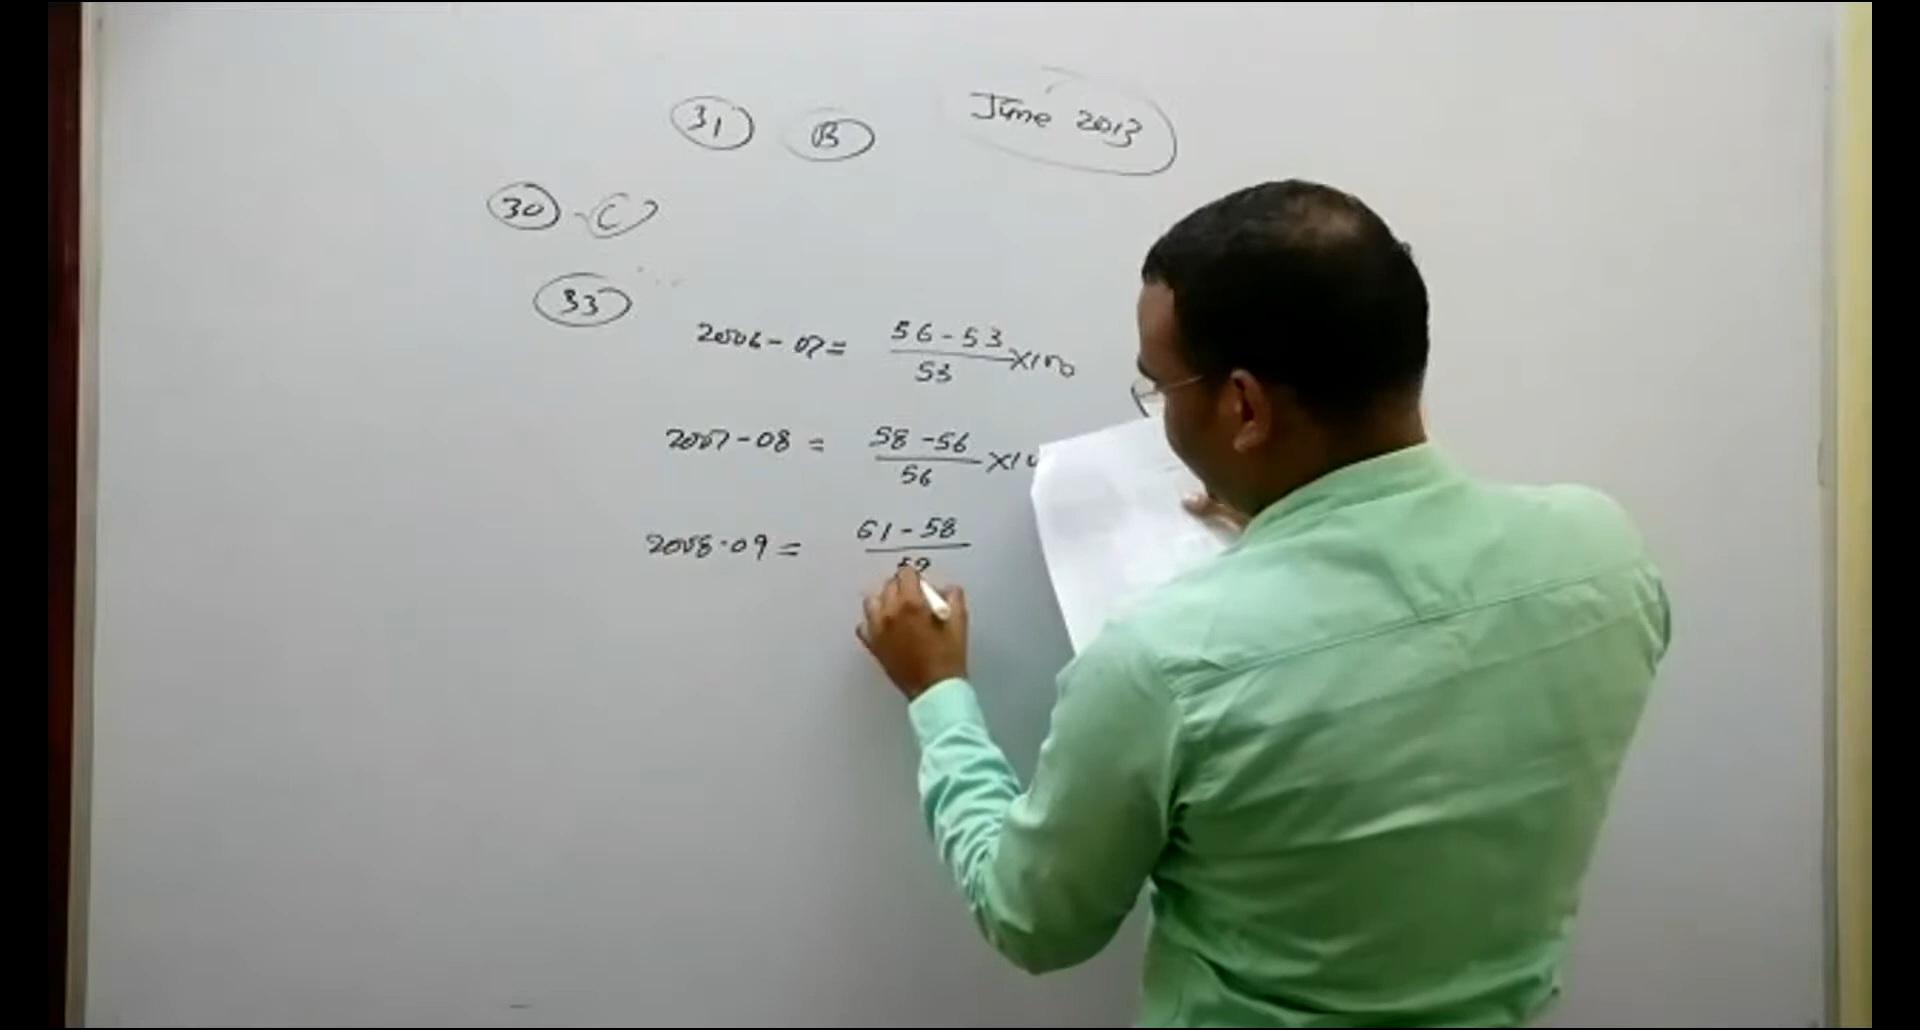 31 B June 2013
30 - C
33
2006 - 07 = 56 - 53 / 53 × 100
2007 - 08 = 58 - 56 / 56 × 10
2008 - 09 = 61 - 58 / 58